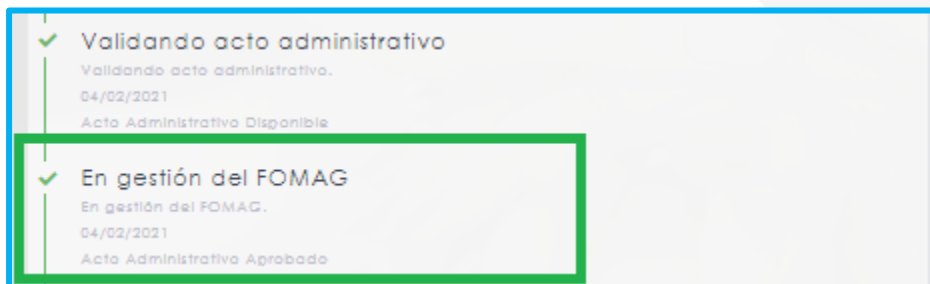 Validando acto administrativo
Validando acto administrativo.
04/02/2021
Acto Administrativo Disponible
En gestión del FOMAG
En gestión del FOMAG.
04/02/2021
Acto Administrativo Aprobado